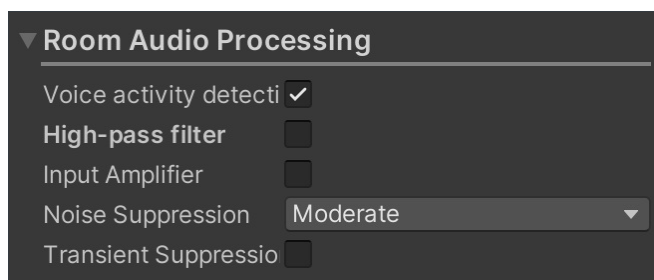 Room Audio Processing
Voice activity detecti
High-pass filter
Input Amplifier
Noise Suppression Moderate
Transient Suppressio